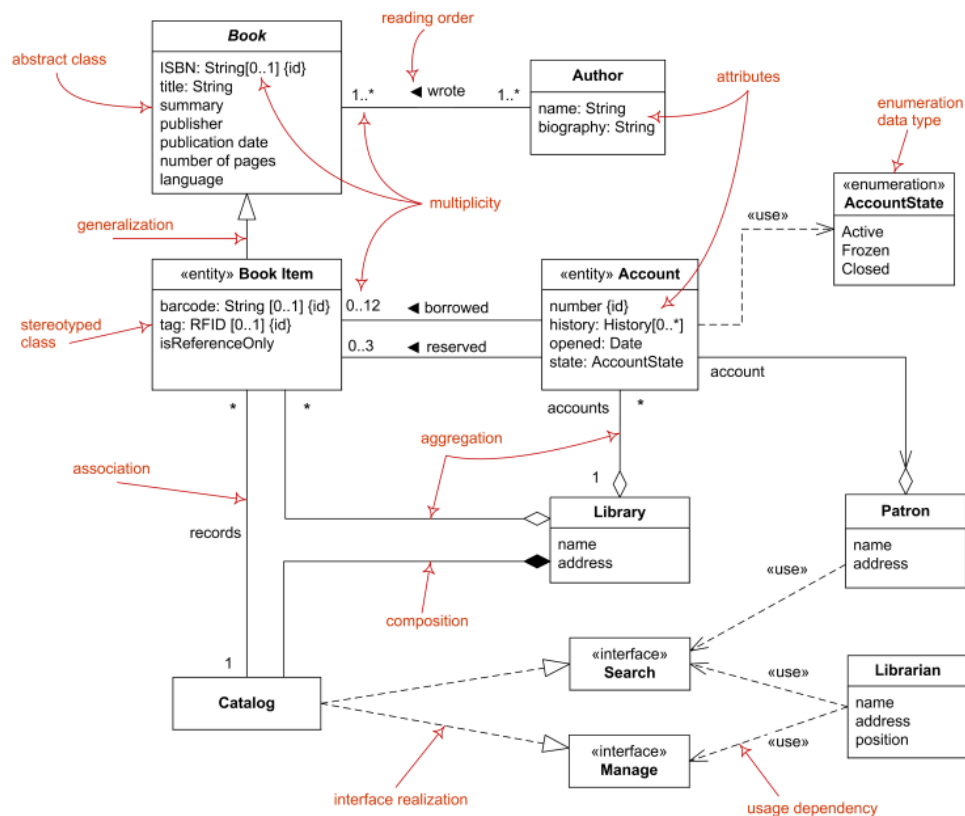 reading order
Book
abstract class
ISBN: String[0..1] {id}
title: String
summary
publisher
publication date
number of pages
language
1..*
◄ wrote
1..*
Author
name: String
biography: String
attributes
enumeration
data type
«enumeration»
AccountState
Active
Frozen
Closed
multiplicity
generalization
«use»
«entity» Book Item
barcode: String [0..1] {id}
tag: RFID [0..1] {id}
isReferenceOnly
stereotyped
class
0..12
◄ borrowed
0..3
◄ reserved
«entity» Account
number {id}
history: History[0..*]
opened: Date
state: AccountState
account
*
*
accounts
*
aggregation
association
1
Library
name
address
records
Patron
name
address
composition
«use»
1
Catalog
«interface»
Search
«use»
Librarian
name
address
position
«interface»
Manage
«use»
interface realization
usage dependency